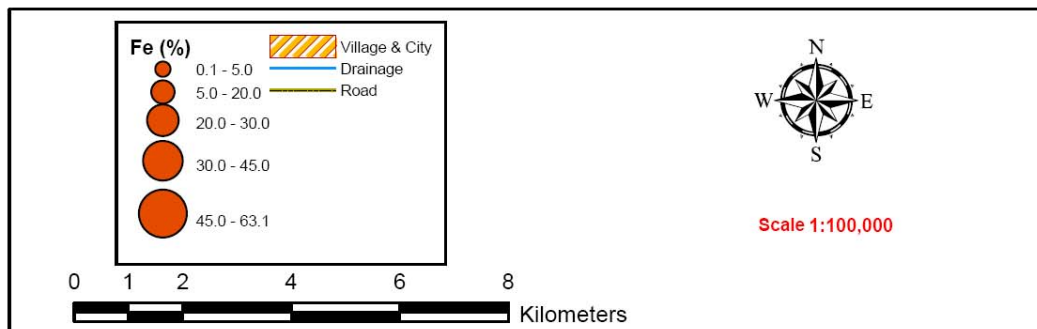 Fe (%)
0.1 - 5.0
5.0 - 20.0
20.0 - 30.0
30.0 - 45.0
45.0 - 63.1
Village & City
Drainage
Road
N
W E
S
Scale 1:100,000
0 1 2 4 6 8
Kilometers